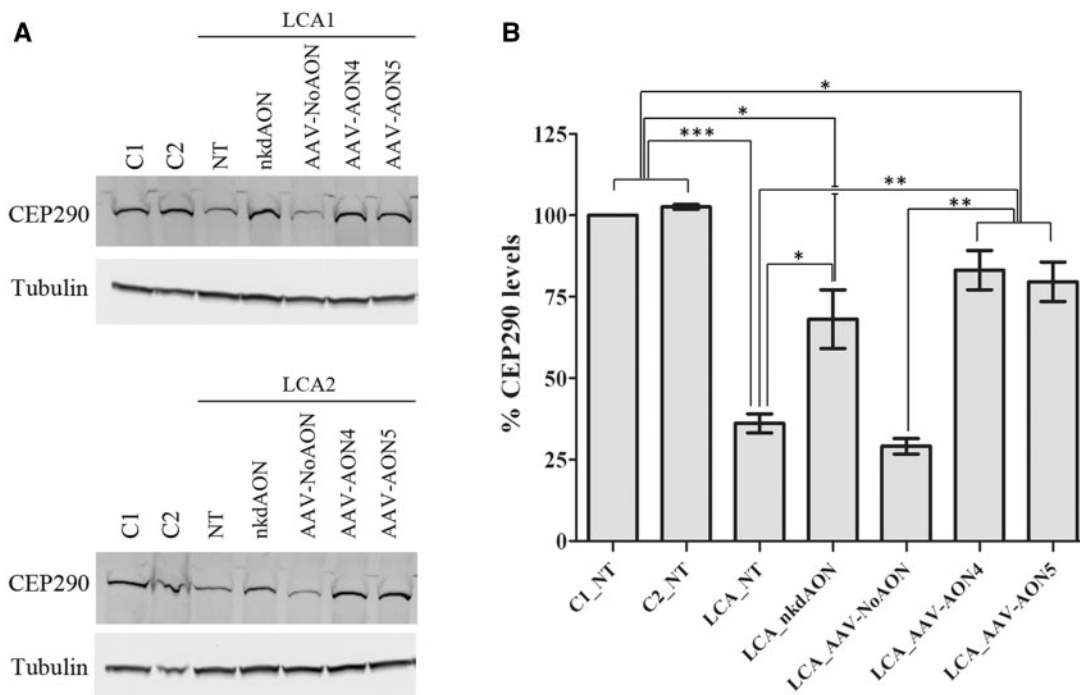 A
LCA1
C1
C2
NT
nkdAON
AAV-NoAON
AAV-AON4
AAV-AON5
CEP290
Tubulin
LCA2
C1
C2
NT
nkdAON
AAV-NoAON
AAV-AON4
AAV-AON5
CEP290
Tubulin
B
*
*
***
**
**
*
% CEP290 levels
125
100
75
50
25
0
C1_NT
C2_NT
LCA_NT
LCA_nkdAON
LCA_AAV-NoAON
LCA_AAV-AON4
LCA_AAV-AON5